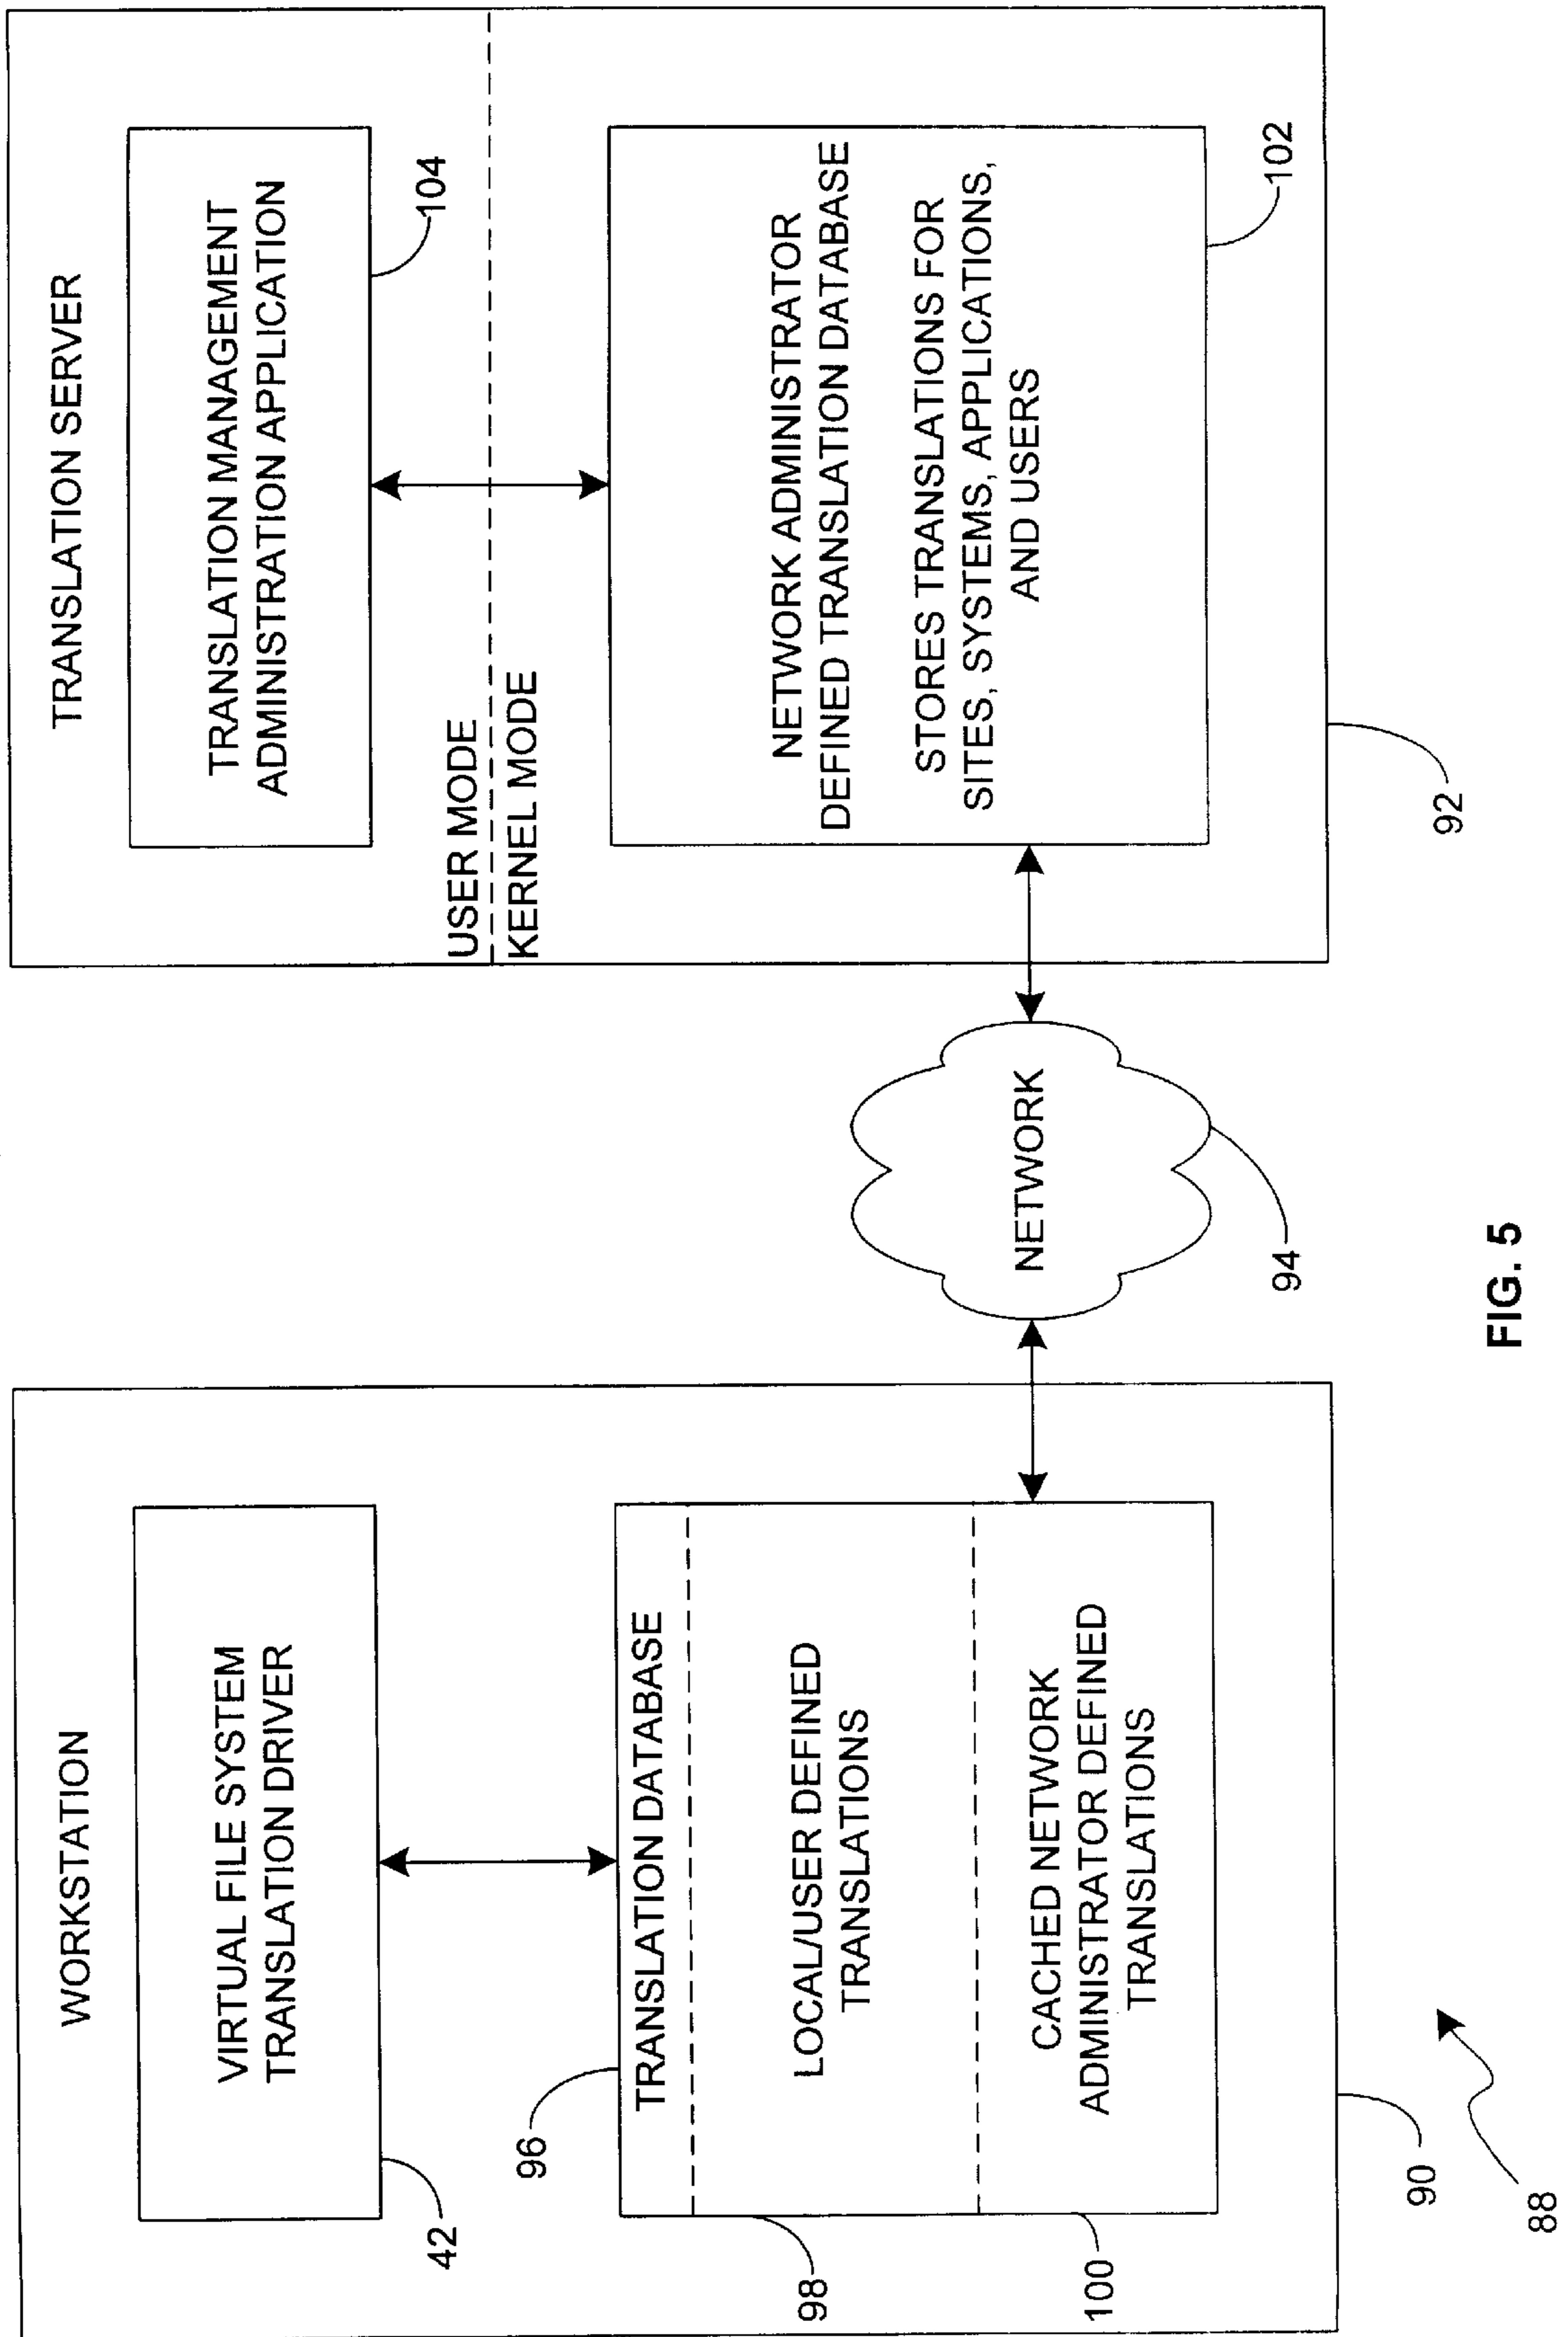 WORKSTATION
VIRTUAL FILE SYSTEM
TRANSLATION DRIVER
42
96
TRANSLATION DATABASE
LOCAL/USER DEFINED
TRANSLATIONS
98
CACHED NETWORK
ADMINISTRATOR DEFINED
TRANSLATIONS
100
90
88
NETWORK
94
TRANSLATION SERVER
TRANSLATION MANAGEMENT
ADMINISTRATION APPLICATION
104
USER MODE
KERNEL MODE
NETWORK ADMINISTRATOR
DEFINED TRANSLATION DATABASE
STORES TRANSLATIONS FOR
SITES, SYSTEMS, APPLICATIONS,
AND USERS
102
92
FIG. 5